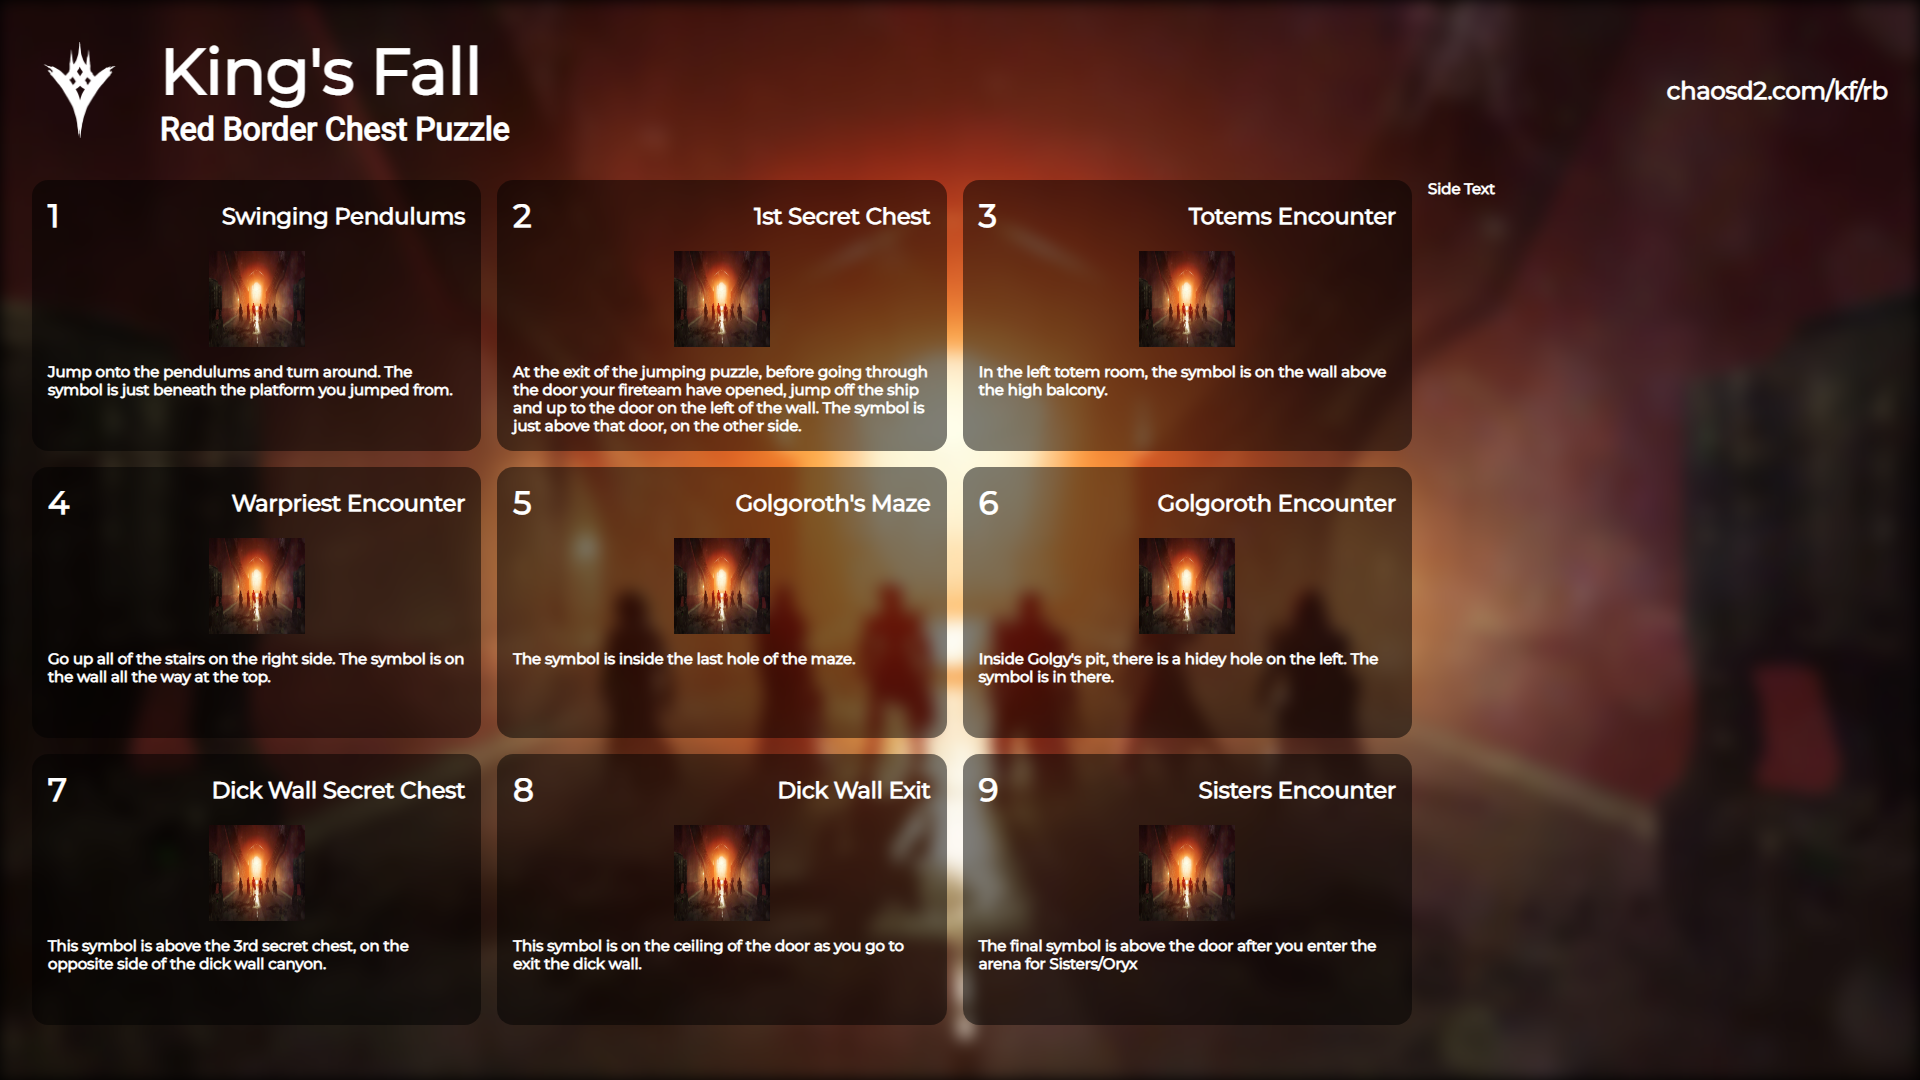 King's Fall
Red Border Chest Puzzle
chaosd2.com/kf/rb
1
Swinging Pendulums
Jump onto the pendulums and turn around. The
symbol is just beneath the platform you jumped from.
2
1st Secret Chest
At the exit of the jumping puzzle, before going through
the door your fireteam have opened, jump off the ship
and up to the door on the left of the wall. The symbol is
just above that door, on the other side.
3
Totems Encounter
In the left totem room, the symbol is on the wall above
the high balcony.
Side Text
4
Warpriest Encounter
Go up all of the stairs on the right side. The symbol is on
the wall all the way at the top.
5
Golgoroth's Maze
The symbol is inside the last hole of the maze.
6
Golgoroth Encounter
Inside Golgy's pit, there is a hidey hole on the left. The
symbol is in there.
7
Dick Wall Secret Chest
This symbol is above the 3rd secret chest, on the
opposite side of the dick wall canyon.
8
Dick Wall Exit
This symbol is on the ceiling of the door as you go to
exit the dick wall.
9
Sisters Encounter
The final symbol is above the door after you enter the
arena for Sisters/Oryx